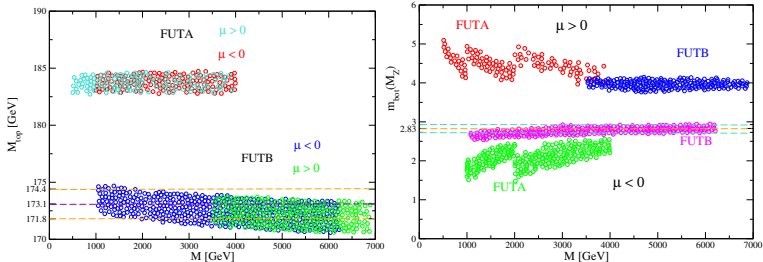 190
185
180
175
174.4
173.1
171.8
170
M_top [GeV]
FUTA
μ > 0
μ < 0
FUTB
μ < 0
μ > 0
0 1000 2000 3000 4000 5000 6000 7000
M [GeV]
6
5
4
3
2.83
2
1
0
m_bot(M_Z)
FUTA
μ > 0
FUTB
FUTB
FUTA
μ < 0
0 1000 2000 3000 4000 5000 6000 7000
M [GeV]